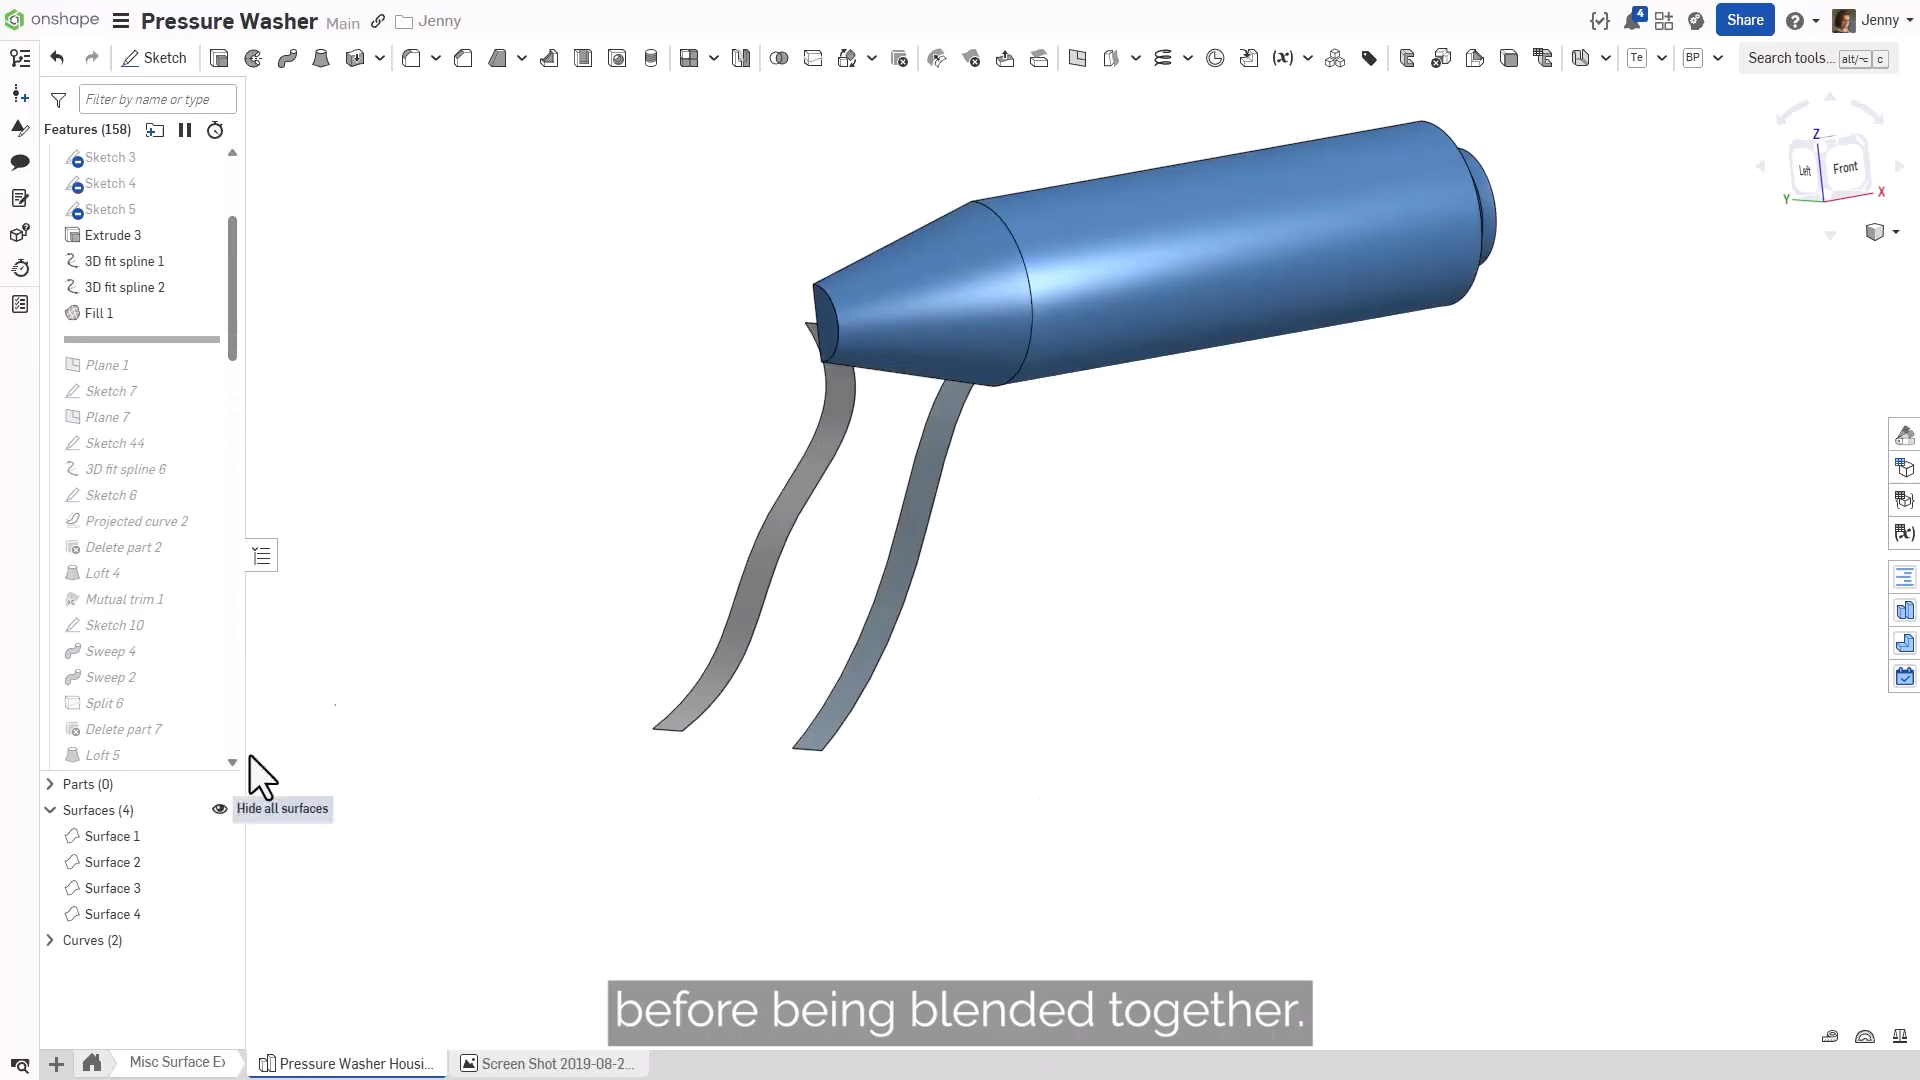 onshape Pressure Washer Main Jenny
4 Share Jenny
Sketch Te BP Search tools... alt/⌥ c
Filter by name or type
Features (158)
Sketch 3
Sketch 4
Sketch 5
Extrude 3
3D fit spline 1
3D fit spline 2
Fill 1
Plane 1
Sketch 7
Plane 7
Sketch 44
3D fit spline 6
Sketch 6
Projected curve 2
Delete part 2
Loft 4
Mutual trim 1
Sketch 10
Sweep 4
Sweep 2
Split 6
Delete part 7
Loft 5
Parts (0)
Surfaces (4)
Hide all surfaces
Surface 1
Surface 2
Surface 3
Surface 4
Curves (2)
Z
Left Front
Y X
(x)
(x)
before being blended together.
Misc Surface Ex Pressure Washer Housi... Screen Shot 2019-08-2...